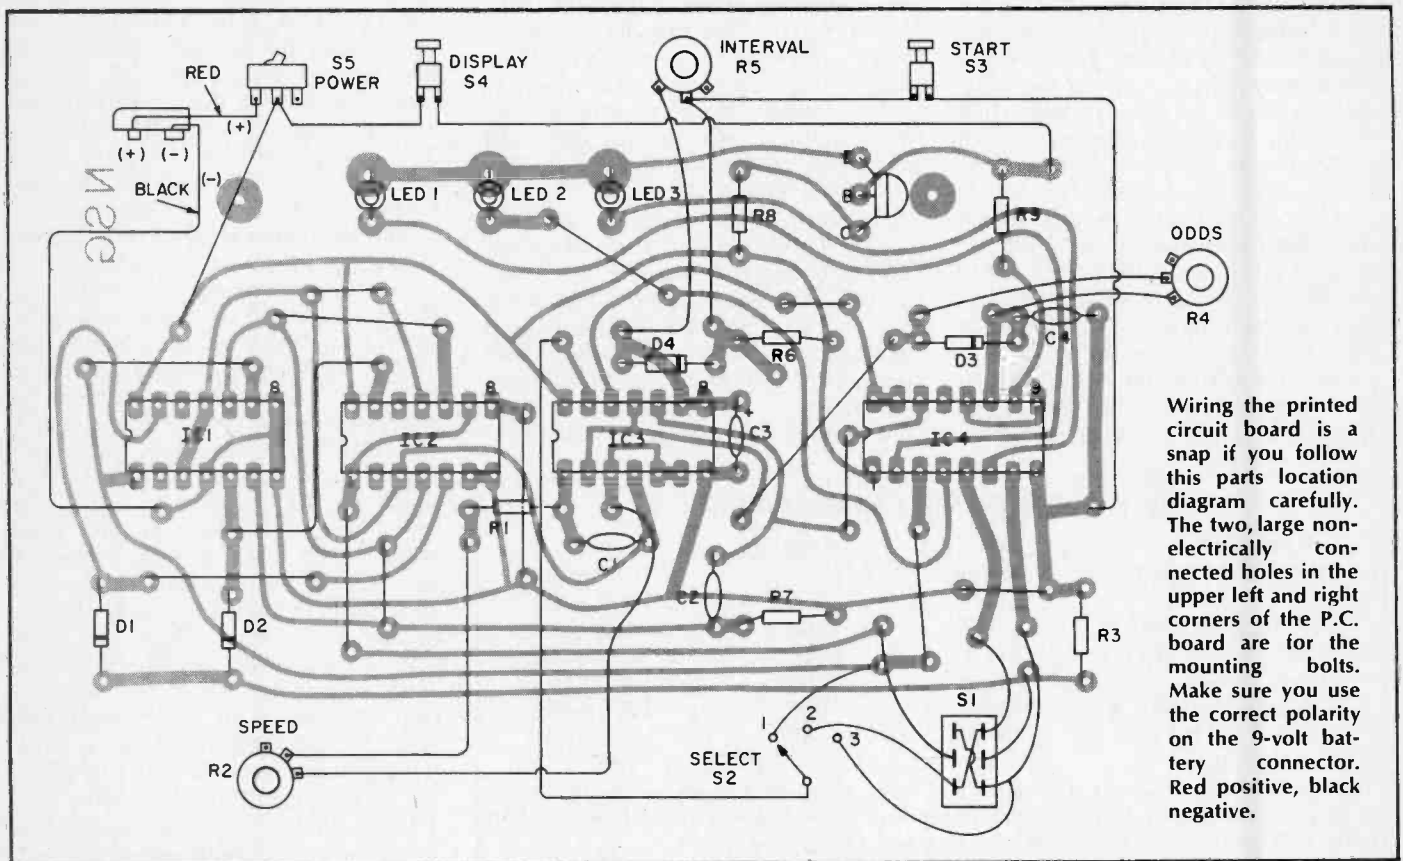 INTERVAL
R5
START
S3
S5
POWER
DISPLAY
S4
RED
(+)
(+) (-)
BLACK
(-)
NSG
LED 1
LED 2
LED 3
R8
E
B
C
R9
ODDS
R4
D4
R6
D3
C4
8
8
8
9
IC1
IC2
IC3
IC4
+
C3
R1
C1
C2
R7
D1
D2
R3
SPEED
R2
1
2
3
SELECT
S2
S1
Wiring the printed
circuit board is a
snap if you follow
this parts location
diagram carefully.
The two, large non-
electrically con-
nected holes in the
upper left and right
corners of the P.C.
board are for the
mounting bolts.
Make sure you use
the correct polarity
on the 9-volt bat-
tery connector.
Red positive, black
negative.